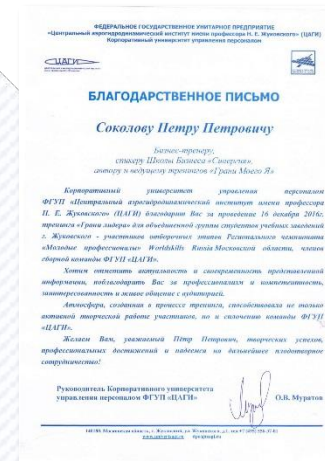 ФЕДЕРАЛЬНОЕ ГОСУДАРСТВЕННОЕ УНИТАРНОЕ ПРЕДПРИЯТИЕ
«Центральный аэрогидродинамический институт имени профессора Н. Е. Жуковского» (ЦАГИ)
Корпоративный университет управления персоналом
ЦАГИ
БЛАГОДАРСТВЕННОЕ ПИСЬМО
Соколову Петру Петровичу
Бизнес-тренеру,
спикеру Школы Бизнеса «Синергия»,
автору и ведущему тренингов «Грани Моего Я»
Корпоративный университет управления персоналом
ФГУП «Центральный аэрогидродинамический институт имени профессора
Н. Е. Жуковского» (ЦАГИ) благодарит Вас за проведение 16 декабря 2016г.
тренинга «Грани лидера» для объединенной группы студентов учебных заведений
г. Жуковского - участников отборочных этапов Регионального чемпионата
«Молодые профессионалы» Worldskills Russia Московской области, членов
сборной команды ФГУП «ЦАГИ».
Хотим отметить актуальность и своевременность представленной
информации, поблагодарить Вас за профессионализм и компетентность,
заинтересованность и живое общение с аудиторией.
Атмосфера, созданная в процессе тренинга, способствовала не только
активной творческой работе участников, но и сплочению команды ФГУП
«ЦАГИ».
Желаем Вам, уважаемый Пётр Петрович, творческих успехов,
профессиональных достижений и надеемся на дальнейшее плодотворное
сотрудничество!
Руководитель Корпоративного университета
управления персоналом ФГУП «ЦАГИ»
О.В. Муратов